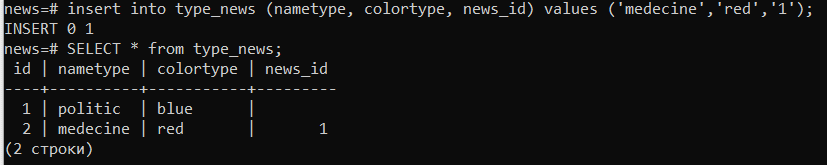 news=# insert into type_news (nametype, colortype, news_id) values ('medecine','red','1');
INSERT 0 1
news=# SELECT * from type_news;
 id | nametype | colortype | news_id
----+----------+-----------+---------
  1 | politic  | blue      |
  2 | medecine | red       |       1
(2 строки)